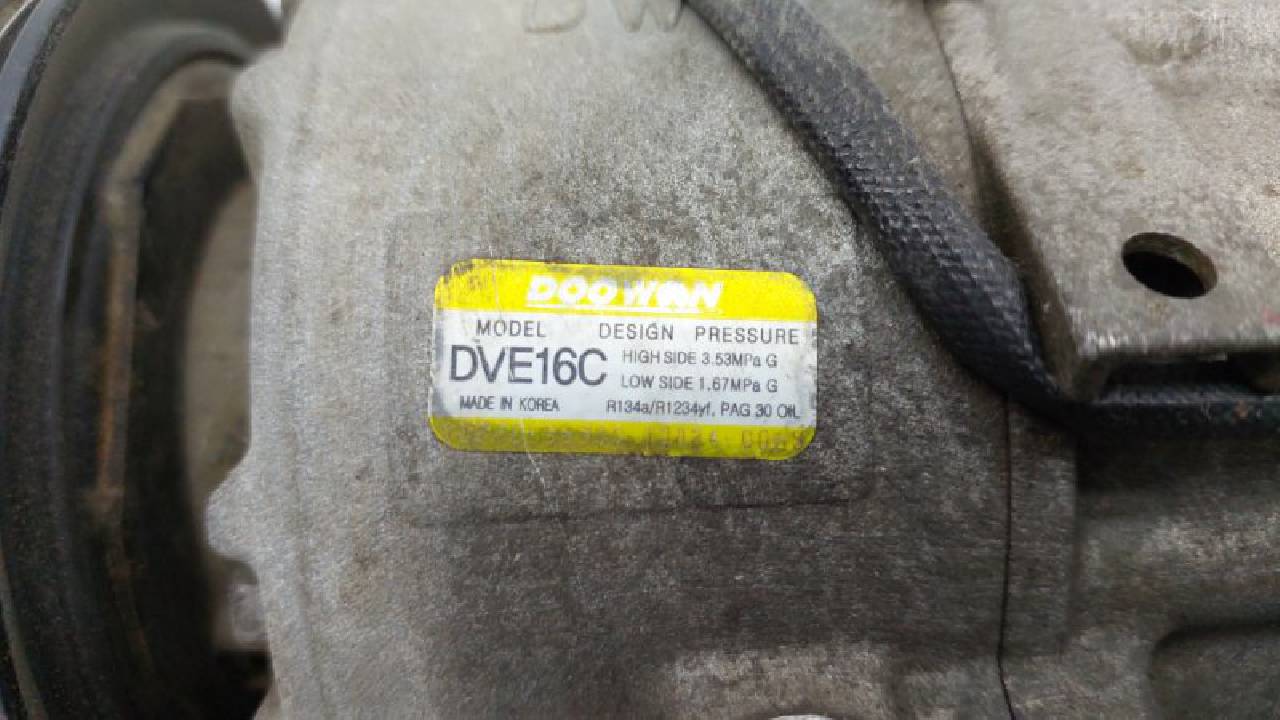 DW
DOOWON
MODEL DESIGN PRESSURE
DVE16C HIGH SIDE 3.53MPa G
LOW SIDE 1.67MPa G
MADE IN KOREA R134a/R1234yf, PAG 30 OIL